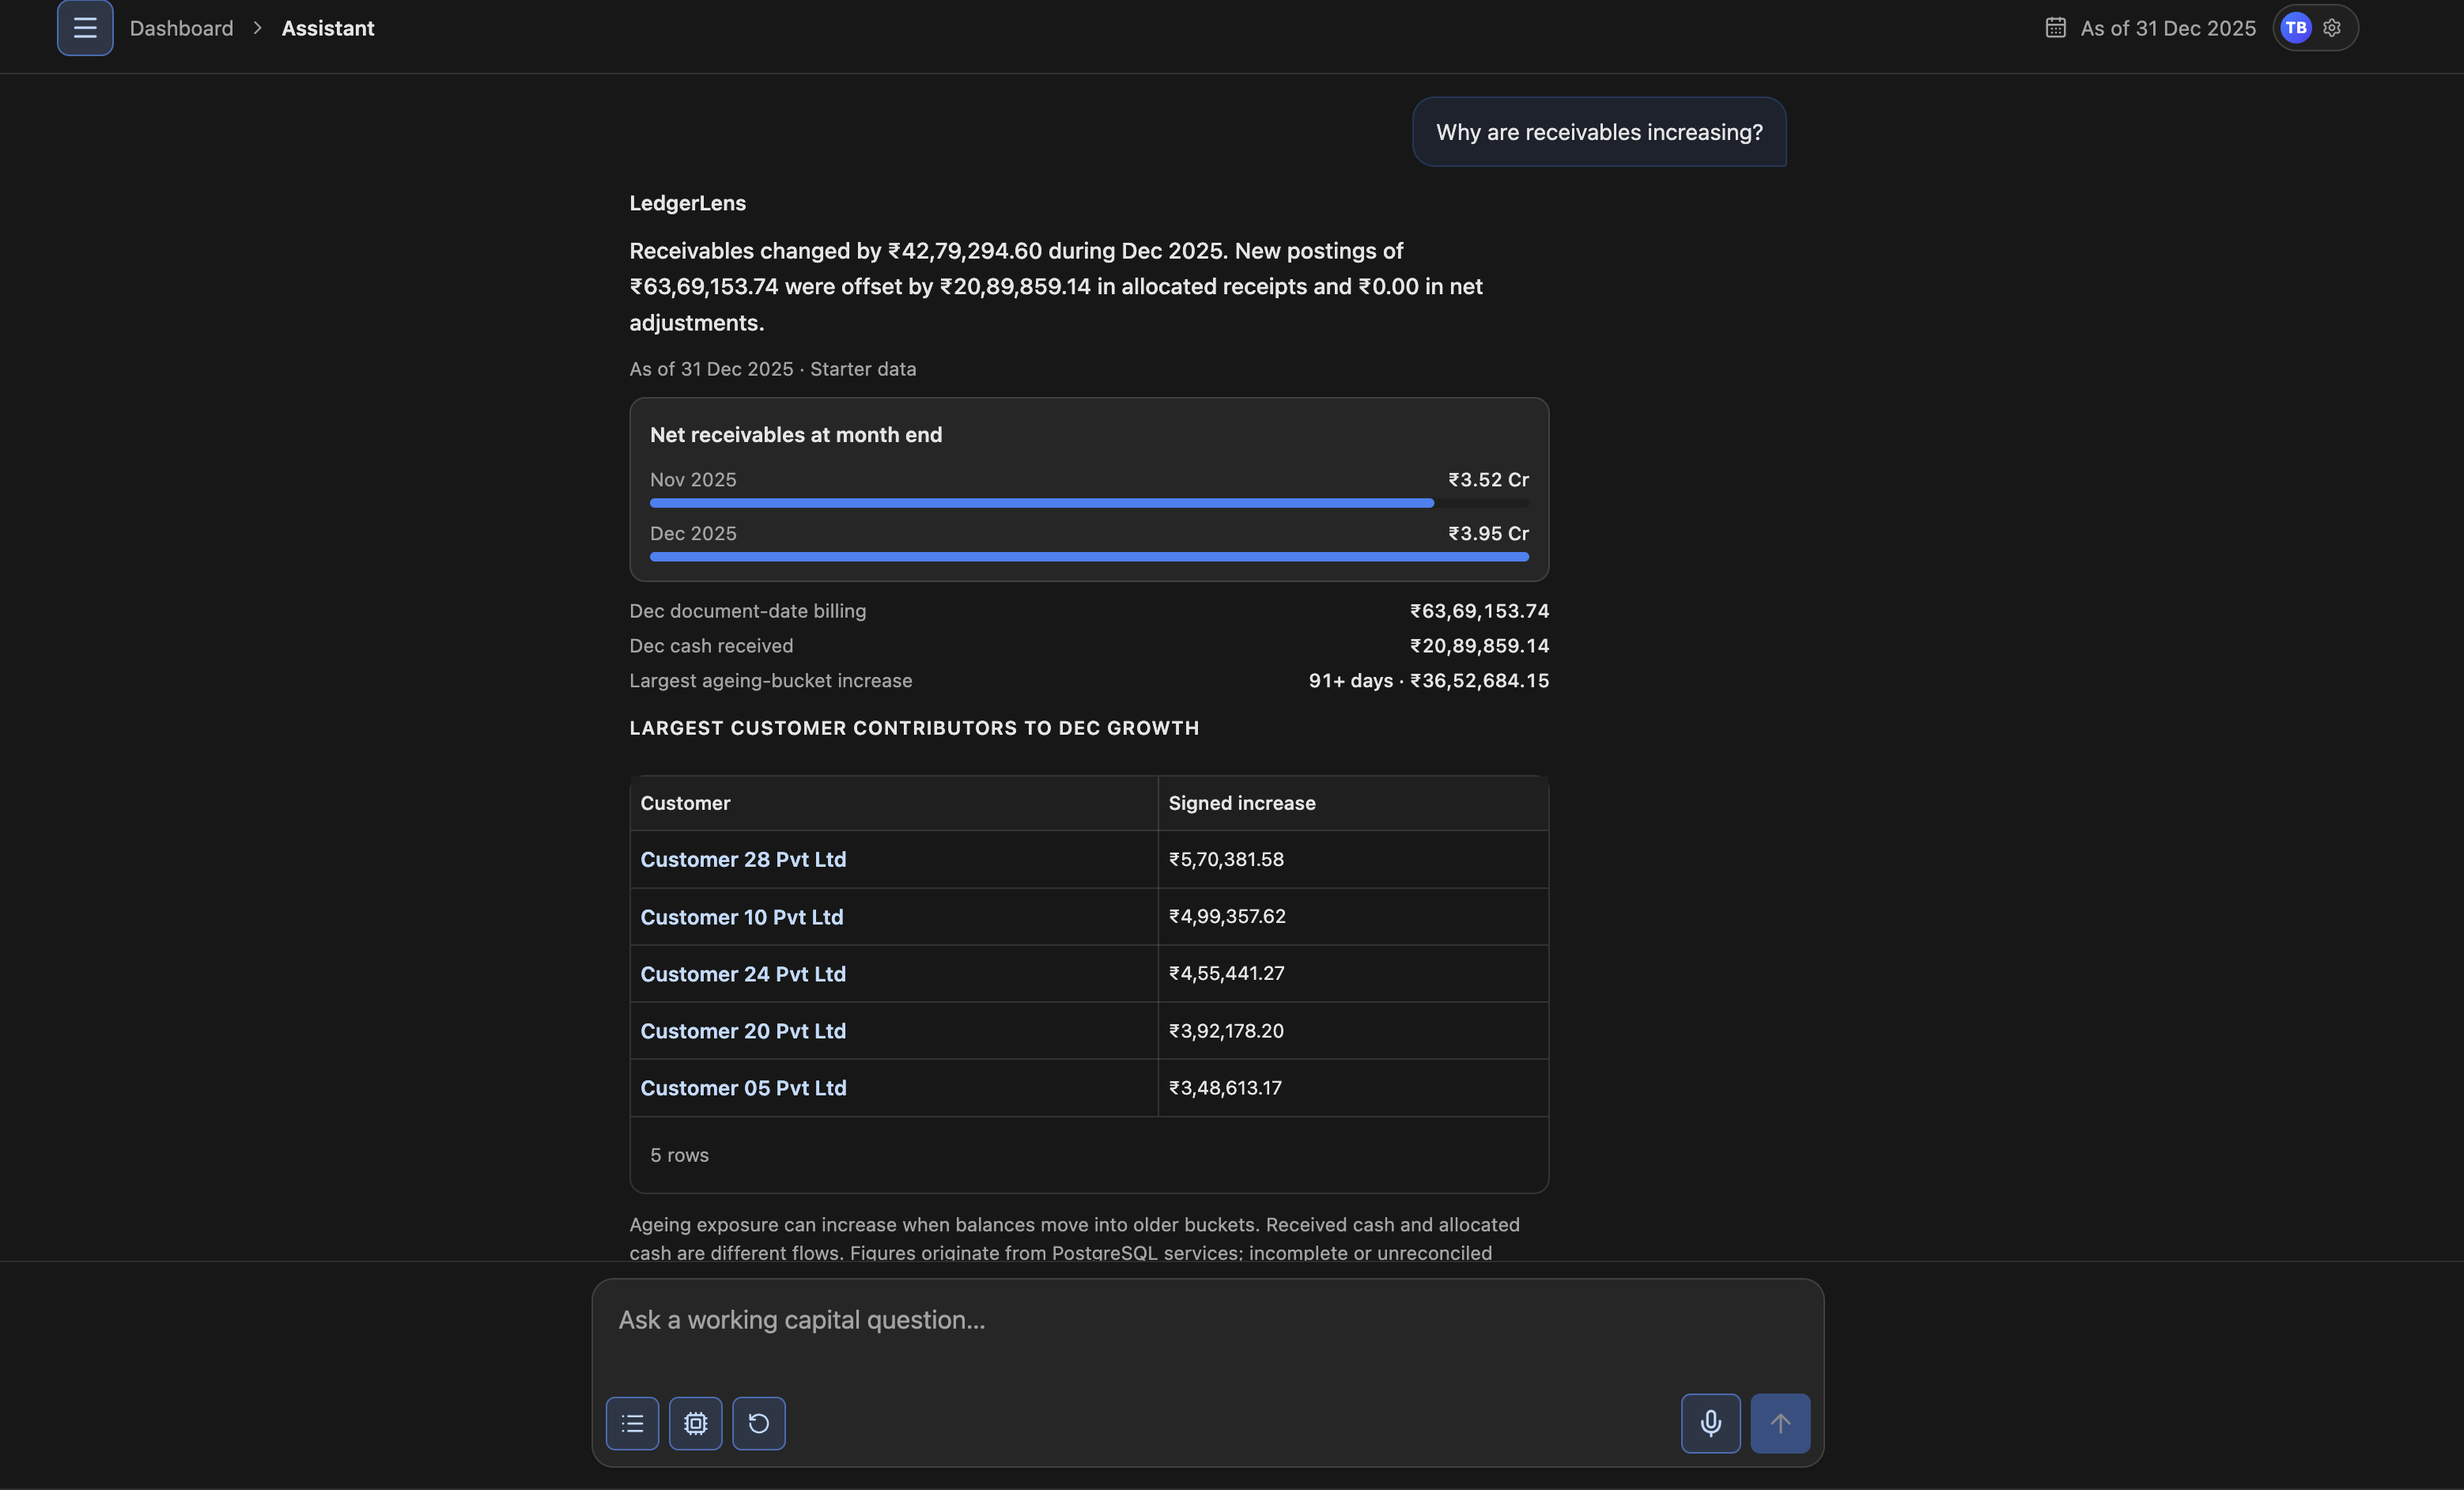 Dashboard > Assistant
As of 31 Dec 2025
TB
Why are receivables increasing?
LedgerLens
Receivables changed by ₹42,79,294.60 during Dec 2025. New postings of
₹63,69,153.74 were offset by ₹20,89,859.14 in allocated receipts and ₹0.00 in net
adjustments.
As of 31 Dec 2025 · Starter data
Net receivables at month end
Nov 2025 ₹3.52 Cr
Dec 2025 ₹3.95 Cr
Dec document-date billing ₹63,69,153.74
Dec cash received ₹20,89,859.14
Largest ageing-bucket increase 91+ days · ₹36,52,684.15
LARGEST CUSTOMER CONTRIBUTORS TO DEC GROWTH
Customer Signed increase
Customer 28 Pvt Ltd ₹5,70,381.58
Customer 10 Pvt Ltd ₹4,99,357.62
Customer 24 Pvt Ltd ₹4,55,441.27
Customer 20 Pvt Ltd ₹3,92,178.20
Customer 05 Pvt Ltd ₹3,48,613.17
5 rows
Ageing exposure can increase when balances move into older buckets. Received cash and allocated
cash are different flows. Figures originate from PostgreSQL services; incomplete or unreconciled
Ask a working capital question...